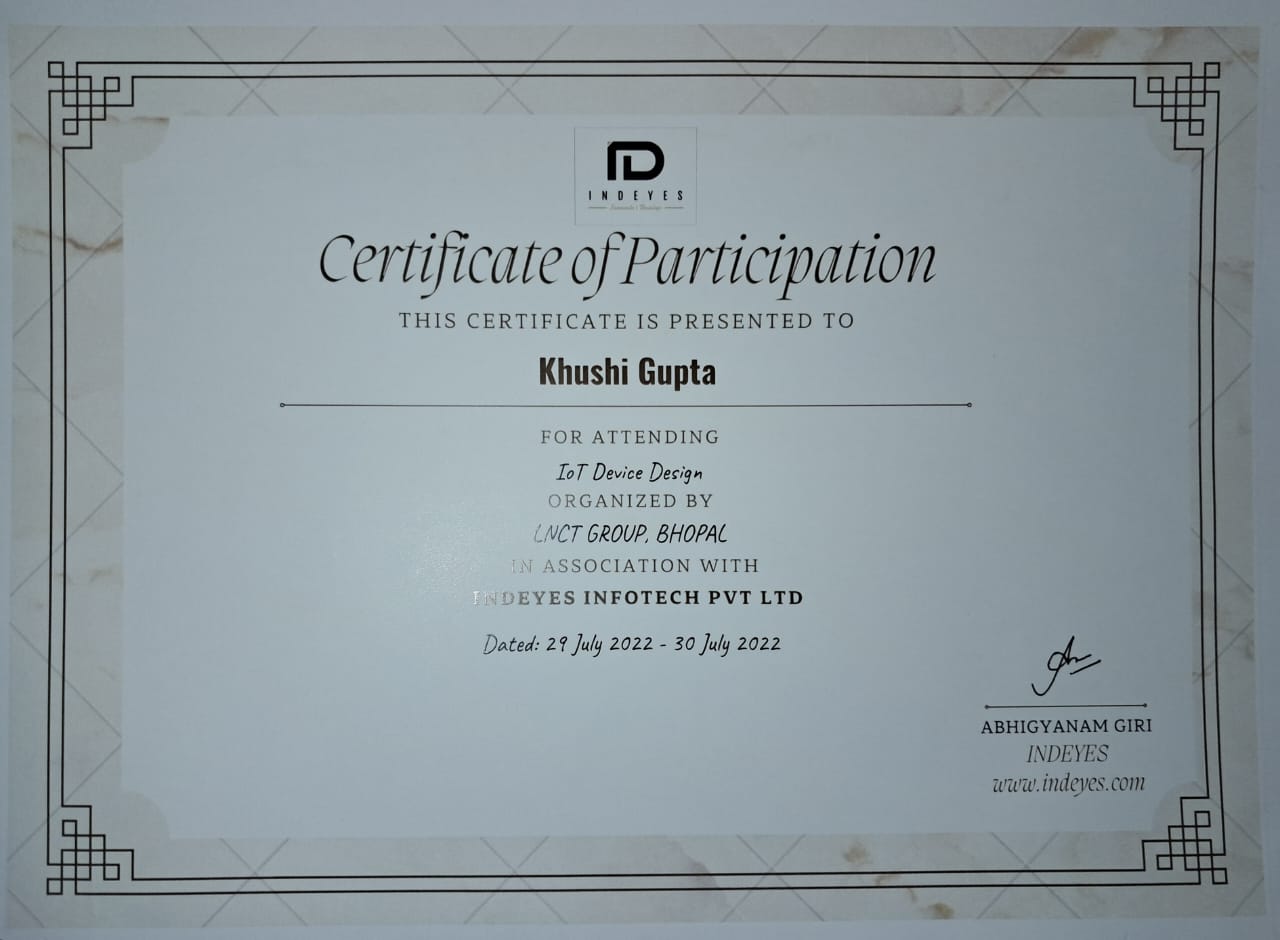 INDEYES
Certificate of Participation
THIS CERTIFICATE IS PRESENTED TO
Khushi Gupta
FOR ATTENDING
IoT Device Design
ORGANIZED BY
LNCT GROUP, BHOPAL
IN ASSOCIATION WITH
INDEYES INFOTECH PVT LTD
Dated: 29 July 2022 - 30 July 2022
ABHIGYANAM GIRI
INDEYES
www.indeyes.com